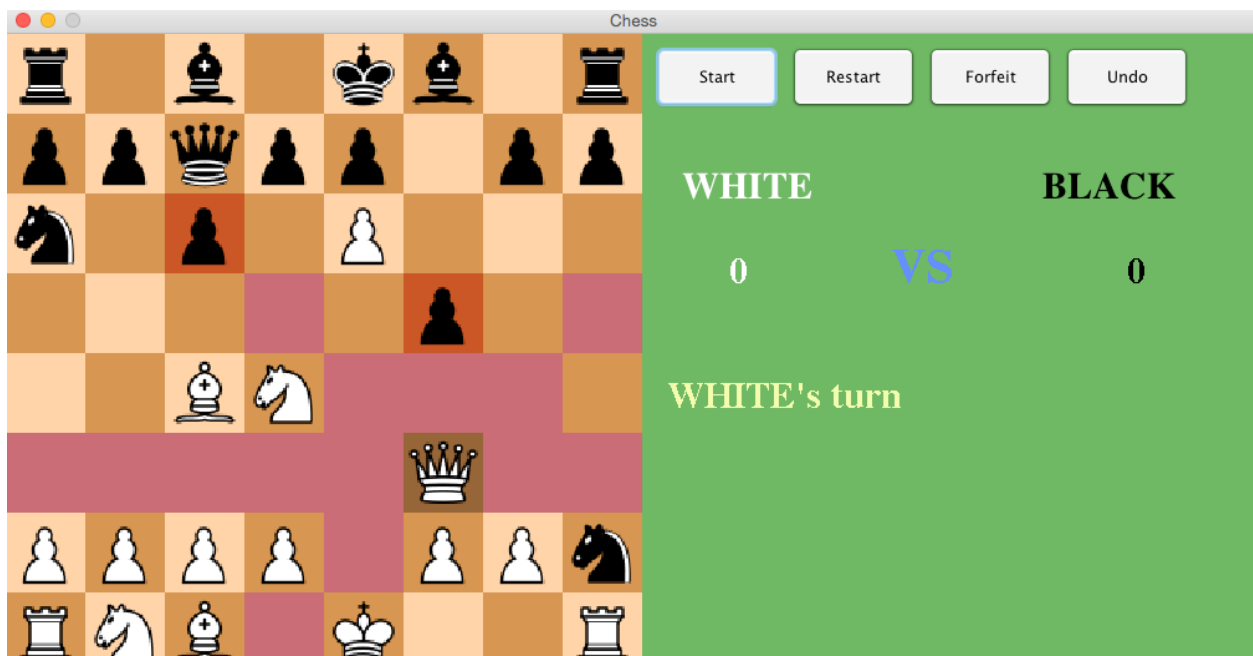 Chess
Start Restart Forfeit Undo
WHITE BLACK
0 VS 0
WHITE's turn